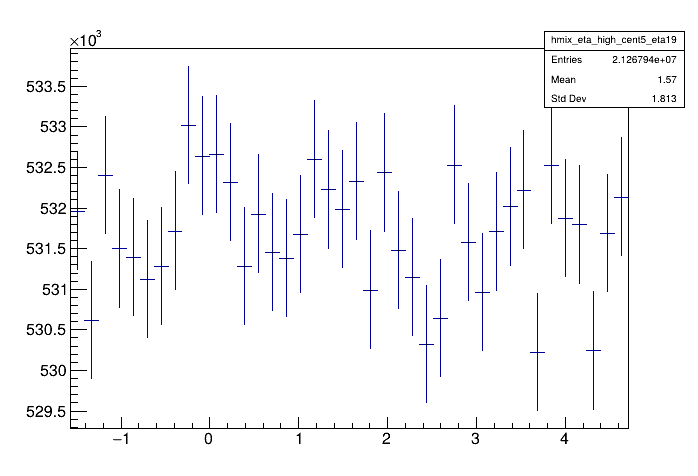 ×10³
hmix_eta_high_cent5_eta19
Entries 2.126794e+07
Mean 1.57
Std Dev 1.813
533.5
533
532.5
532
531.5
531
530.5
530
529.5
−1 0 1 2 3 4